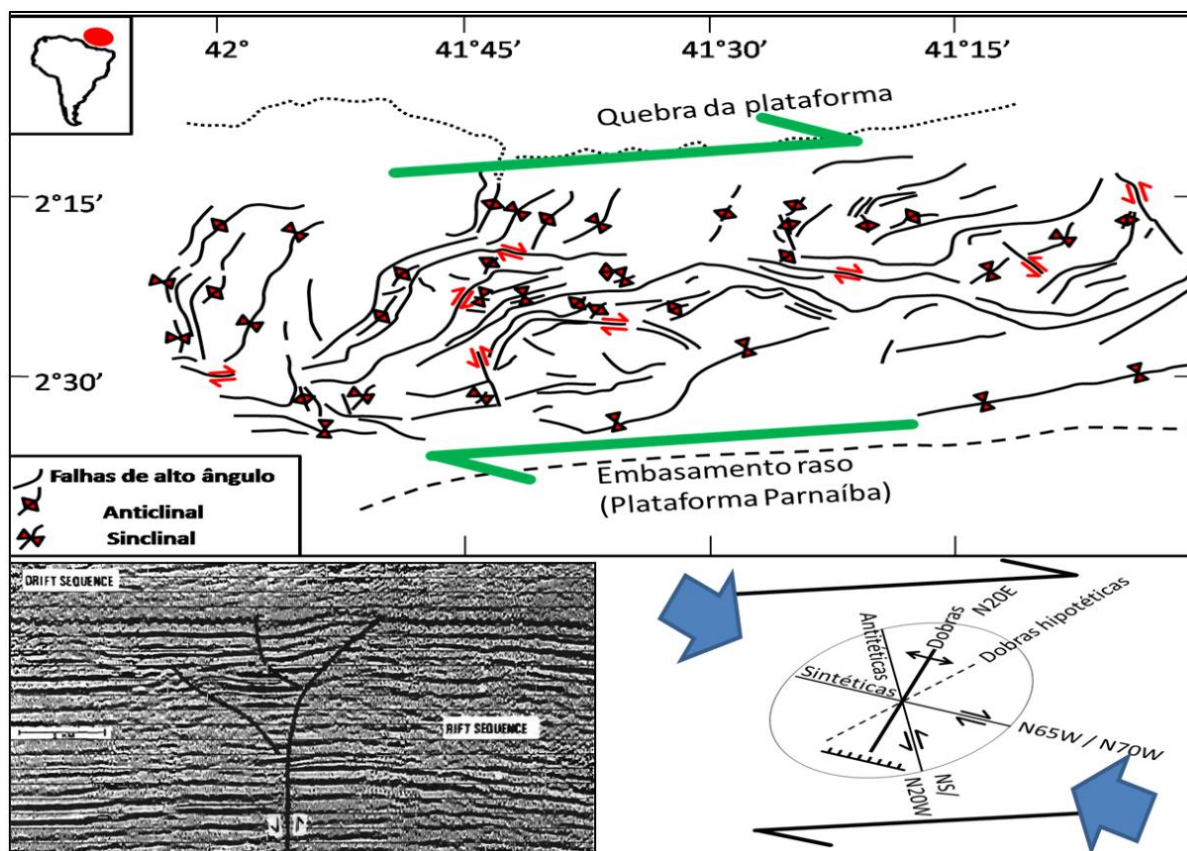 42°
41°45’
41°30’
41°15’
Quebra da plataforma
2°15’
2°30’
Embasamento raso
(Plataforma Parnaíba)
Falhas de alto ângulo
Anticlinal
Sinclinal
DRIFT SEQUENCE
RIFT SEQUENCE
Antitéticas
Dobras
N20E
Dobras hipotéticas
Sintéticas
N65W / N70W
NS/
N20W